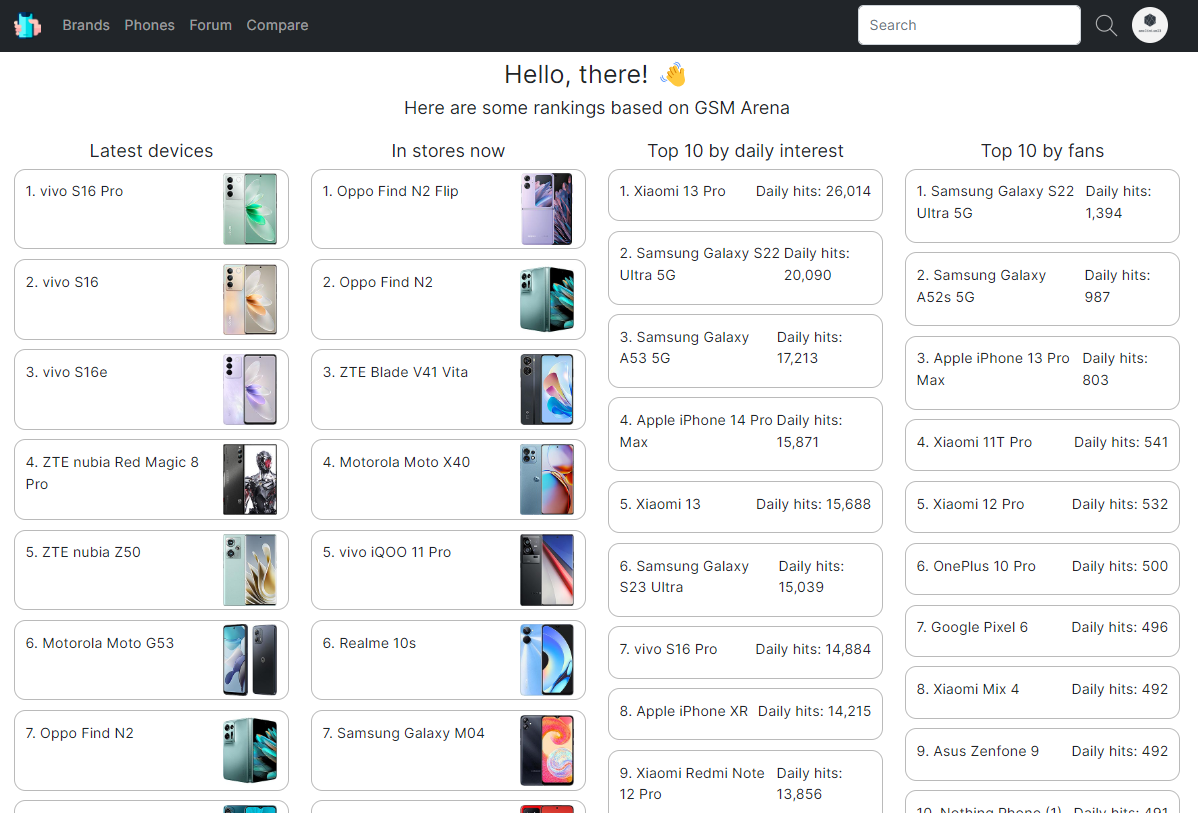 Brands Phones Forum Compare
Search
Hello, there! 👋
Here are some rankings based on GSM Arena
Latest devices
1. vivo S16 Pro
2. vivo S16
3. vivo S16e
4. ZTE nubia Red Magic 8
Pro
5. ZTE nubia Z50
6. Motorola Moto G53
7. Oppo Find N2
In stores now
1. Oppo Find N2 Flip
2. Oppo Find N2
3. ZTE Blade V41 Vita
4. Motorola Moto X40
5. vivo iQOO 11 Pro
6. Realme 10s
7. Samsung Galaxy M04
Top 10 by daily interest
1. Xiaomi 13 Pro Daily hits: 26,014
2. Samsung Galaxy S22 Daily hits:
Ultra 5G 20,090
3. Samsung Galaxy Daily hits:
A53 5G 17,213
4. Apple iPhone 14 Pro Daily hits:
Max 15,871
5. Xiaomi 13 Daily hits: 15,688
6. Samsung Galaxy Daily hits:
S23 Ultra 15,039
7. vivo S16 Pro Daily hits: 14,884
8. Apple iPhone XR Daily hits: 14,215
9. Xiaomi Redmi Note Daily hits:
12 Pro 13,856
Top 10 by fans
1. Samsung Galaxy S22 Daily hits:
Ultra 5G 1,394
2. Samsung Galaxy Daily hits:
A52s 5G 987
3. Apple iPhone 13 Pro Daily hits:
Max 803
4. Xiaomi 11T Pro Daily hits: 541
5. Xiaomi 12 Pro Daily hits: 532
6. OnePlus 10 Pro Daily hits: 500
7. Google Pixel 6 Daily hits: 496
8. Xiaomi Mix 4 Daily hits: 492
9. Asus Zenfone 9 Daily hits: 492
10. Nothing Phone (1) Daily hits: 491